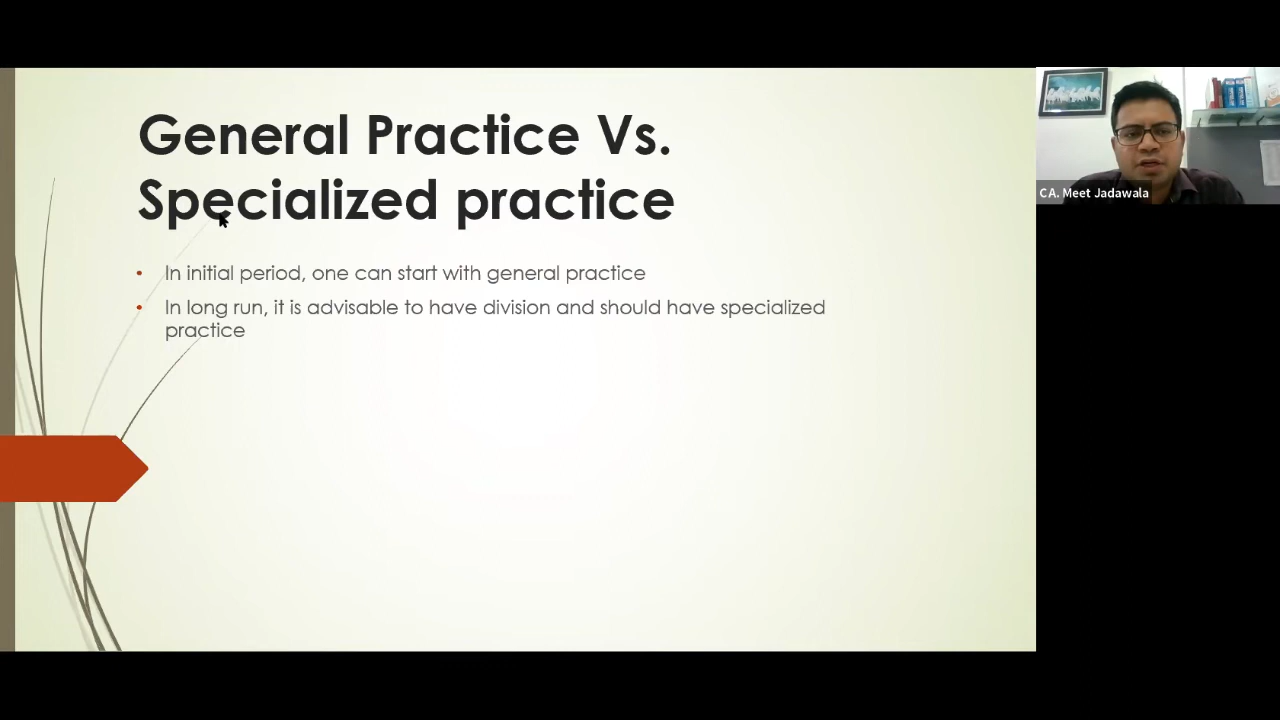 General Practice Vs.
Specialized practice
• In initial period, one can start with general practice
• In long run, it is advisable to have division and should have specialized
practice
CA. Meet Jadawala